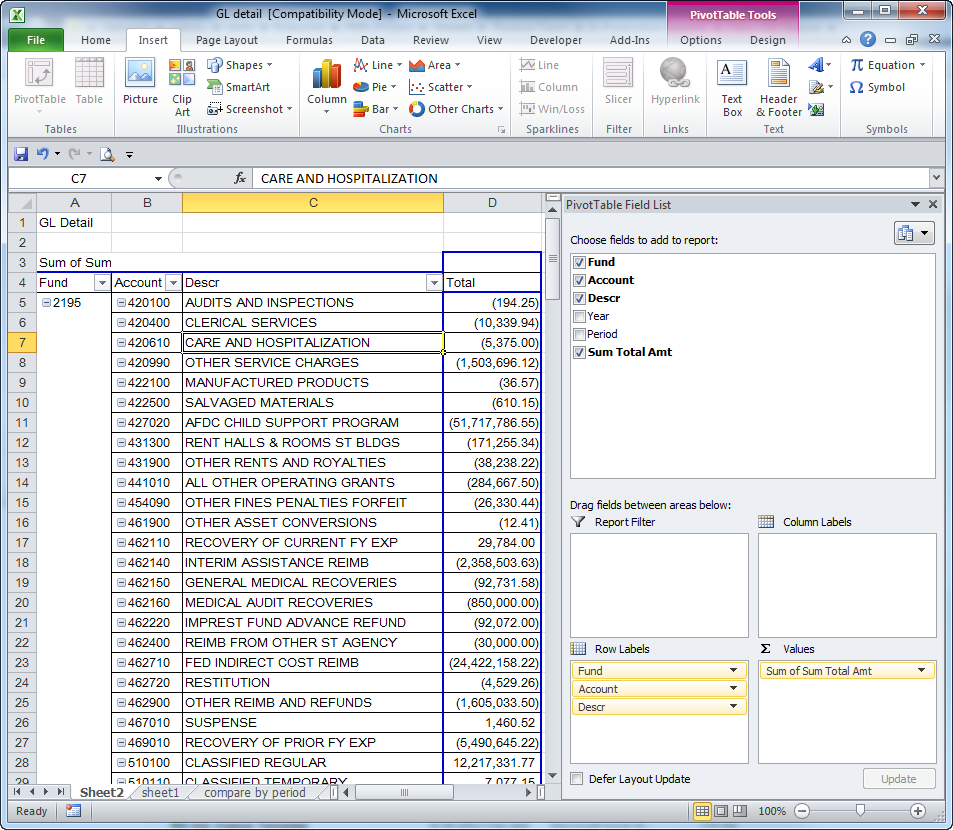 GL detail [Compatibility Mode] - Microsoft Excel
PivotTable Tools
File Home Insert Page Layout Formulas Data Review View Developer Add-Ins Options Design
PivotTable Table Picture Clip Art Shapes SmartArt Screenshot Column Line Pie Bar Area Scatter Other Charts Line Column Win/Loss Slicer Hyperlink Text Box Header & Footer Equation Symbol
Tables Illustrations Charts Sparklines Filter Links Text Symbols
C7 fx CARE AND HOSPITALIZATION
A B C D
1 GL Detail
2
3 Sum of Sum
4 Fund Account Descr Total
5 2195 420100 AUDITS AND INSPECTIONS (194.25)
6 420400 CLERICAL SERVICES (10,339.94)
7 420610 CARE AND HOSPITALIZATION (5,375.00)
8 420990 OTHER SERVICE CHARGES (1,503,696.12)
9 422100 MANUFACTURED PRODUCTS (36.57)
10 422500 SALVAGED MATERIALS (610.15)
11 427020 AFDC CHILD SUPPORT PROGRAM (51,717,786.55)
12 431300 RENT HALLS & ROOMS ST BLDGS (171,255.34)
13 431900 OTHER RENTS AND ROYALTIES (38,238.22)
14 441010 ALL OTHER OPERATING GRANTS (284,667.50)
15 454090 OTHER FINES PENALTIES FORFEIT (26,330.44)
16 461900 OTHER ASSET CONVERSIONS (12.41)
17 462110 RECOVERY OF CURRENT FY EXP 29,784.00
18 462140 INTERIM ASSISTANCE REIMB (2,358,503.63)
19 462150 GENERAL MEDICAL RECOVERIES (92,731.58)
20 462160 MEDICAL AUDIT RECOVERIES (850,000.00)
21 462220 IMPREST FUND ADVANCE REFUND (92,072.00)
22 462400 REIMB FROM OTHER ST AGENCY (30,000.00)
23 462710 FED INDIRECT COST REIMB (24,422,158.22)
24 462720 RESTITUTION (4,529.26)
25 462900 OTHER REIMB AND REFUNDS (1,605,033.50)
26 467010 SUSPENSE 1,460.52
27 469010 RECOVERY OF PRIOR FY EXP (5,490,645.22)
28 510100 CLASSIFIED REGULAR 12,217,331.77
29 510110 CLASSIFIED TEMPORARY 7,077.15
PivotTable Field List
Choose fields to add to report:
Fund
Account
Descr
Year
Period
Sum Total Amt
Drag fields between areas below:
Report Filter
Column Labels
Row Labels
Fund
Account
Descr
Σ Values
Sum of Sum Total Amt
Defer Layout Update
Update
Sheet2 sheet1 compare by period
Ready 100%